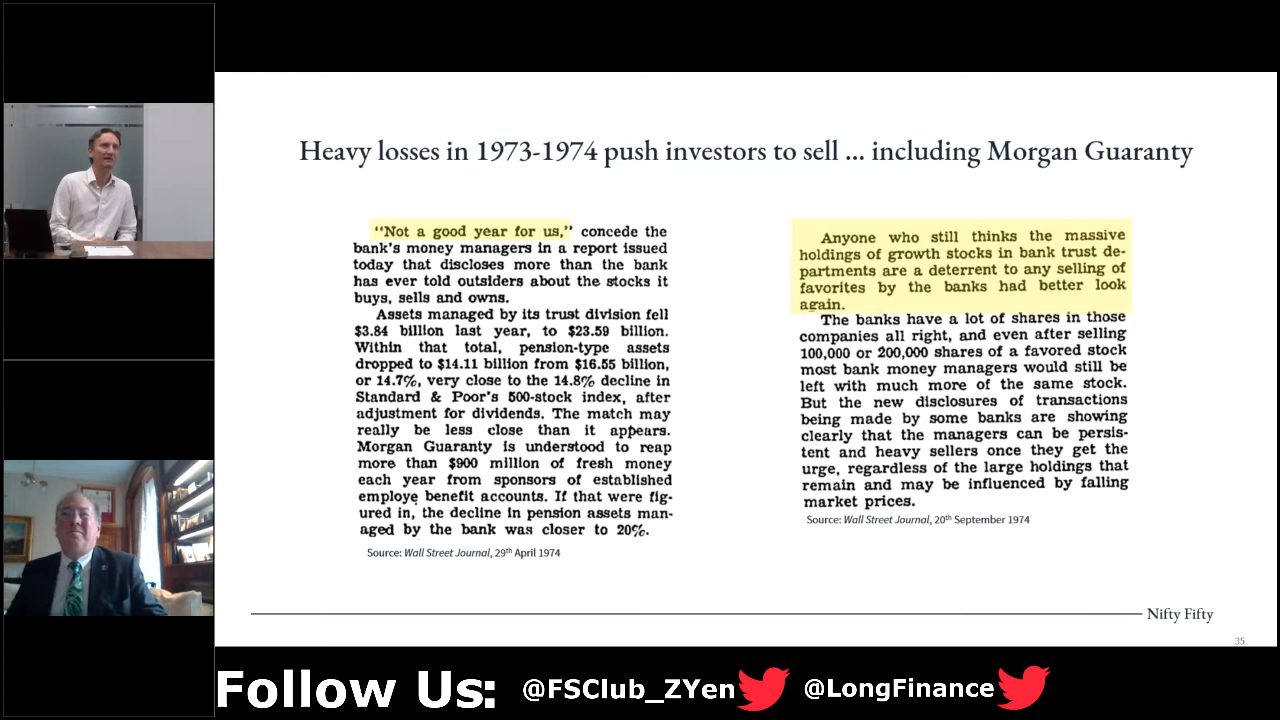 Heavy losses in 1973-1974 push investors to sell ... including Morgan Guaranty
“Not a good year for us,” concede the
bank's money managers in a report issued
today that discloses more than the bank
has ever told outsiders about the stocks it
buys, sells and owns.
Assets managed by its trust division fell
$3.84 billion last year, to $23.59 billion.
Within that total, pension-type assets
dropped to $14.11 billion from $16.55 billion,
or 14.7%, very close to the 14.8% decline in
Standard & Poor's 500-stock index, after
adjustment for dividends. The match may
really be less close than it appears.
Morgan Guaranty is understood to reap
more than $900 million of fresh money
each year from sponsors of established
employe benefit accounts. If that were fig-
ured in, the decline in pension assets man-
aged by the bank was closer to 20%.
Source: Wall Street Journal, 29th April 1974
Anyone who still thinks the massive
holdings of growth stocks in bank trust de-
partments are a deterrent to any selling of
favorites by the banks had better look
again.
The banks have a lot of shares in those
companies all right, and even after selling
100,000 or 200,000 shares of a favored stock
most bank money managers would still be
left with much more of the same stock.
But the new disclosures of transactions
being made by some banks are showing
clearly that the managers can be persis-
tent and heavy sellers once they get the
urge, regardless of the large holdings that
remain and may be influenced by falling
market prices.
Source: Wall Street Journal, 20th September 1974
Nifty Fifty
35
Follow Us: @FSClub_ZYen @LongFinance